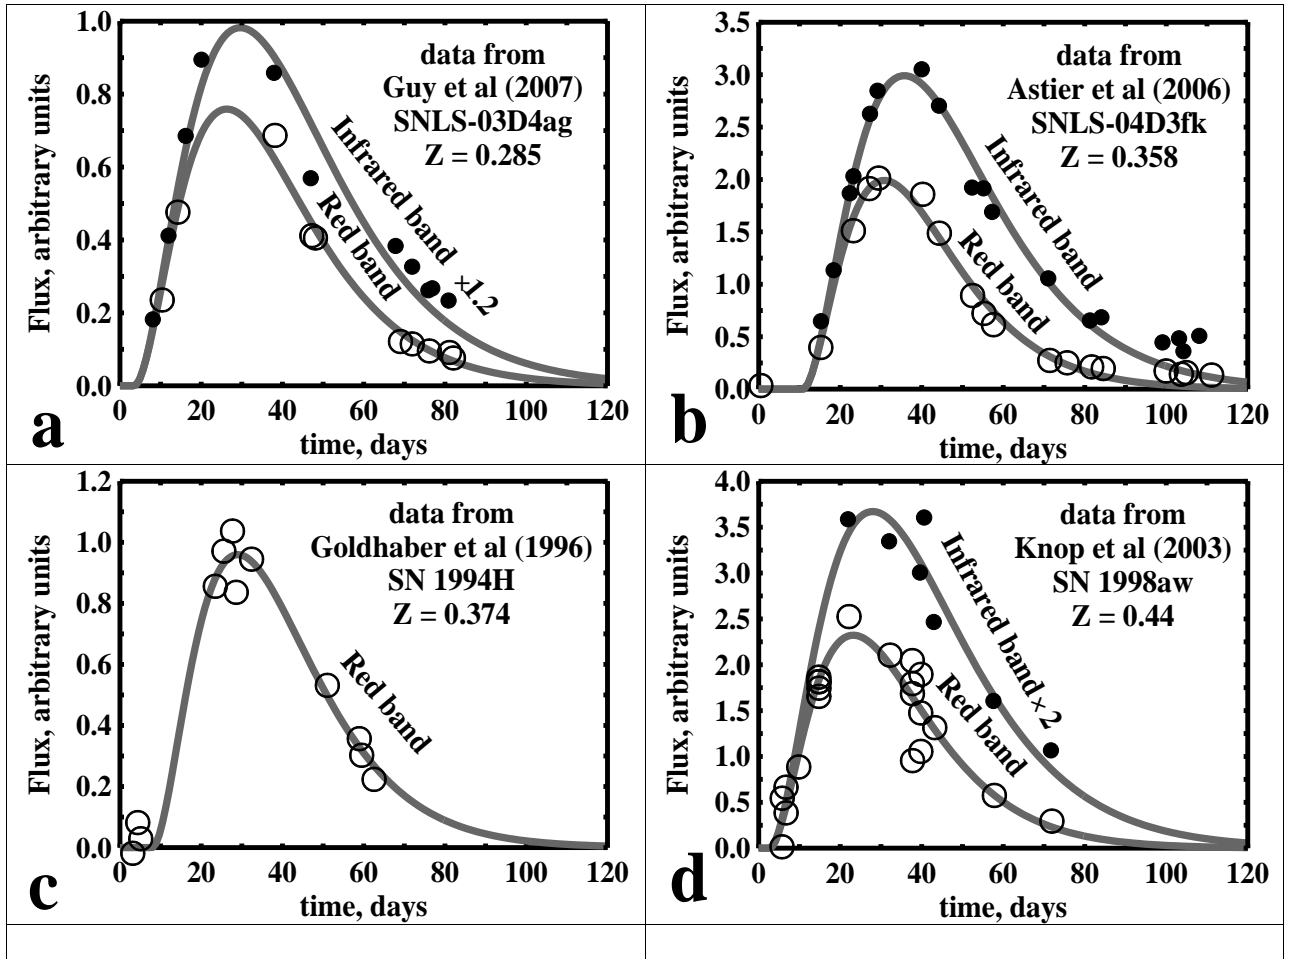 1.0
0.8
0.6
0.4
0.2
0.0
Flux, arbitrary units
data from
Guy et al (2007)
SNLS-03D4ag
Z = 0.285
Infrared band ×1.2
Red band
0 20 40 60 80 100 120
time, days
a
3.5
3.0
2.5
2.0
1.5
1.0
0.5
0.0
Flux, arbitrary units
data from
Astier et al (2006)
SNLS-04D3fk
Z = 0.358
Infrared band
Red band
0 20 40 60 80 100 120
time, days
b
1.2
1.0
0.8
0.6
0.4
0.2
0.0
Flux, arbitrary units
data from
Goldhaber et al (1996)
SN 1994H
Z = 0.374
Red band
0 20 40 60 80 100 120
time, days
c
4.0
3.5
3.0
2.5
2.0
1.5
1.0
0.5
0.0
Flux, arbitrary units
data from
Knop et al (2003)
SN 1998aw
Z = 0.44
Infrared band × 2
Red band
0 20 40 60 80 100 120
time, days
d